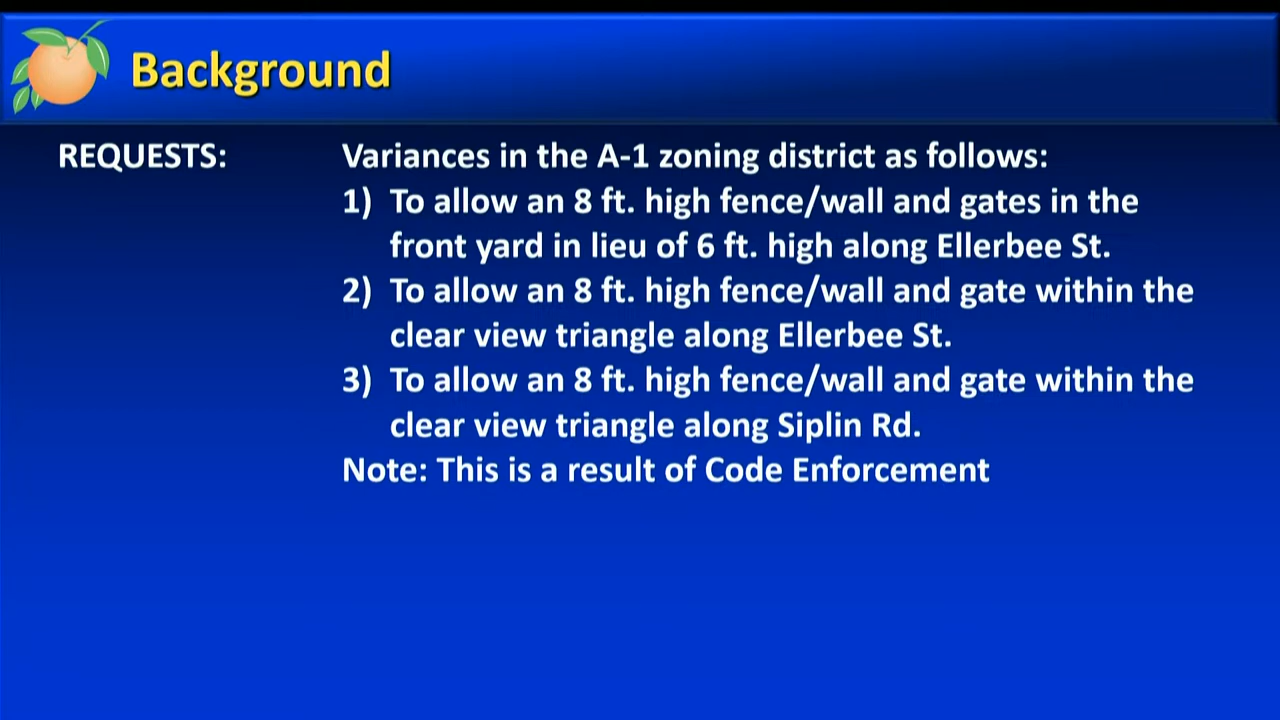 Background
REQUESTS: Variances in the A-1 zoning district as follows:
1) To allow an 8 ft. high fence/wall and gates in the
front yard in lieu of 6 ft. high along Ellerbee St.
2) To allow an 8 ft. high fence/wall and gate within the
clear view triangle along Ellerbee St.
3) To allow an 8 ft. high fence/wall and gate within the
clear view triangle along Siplin Rd.
Note: This is a result of Code Enforcement